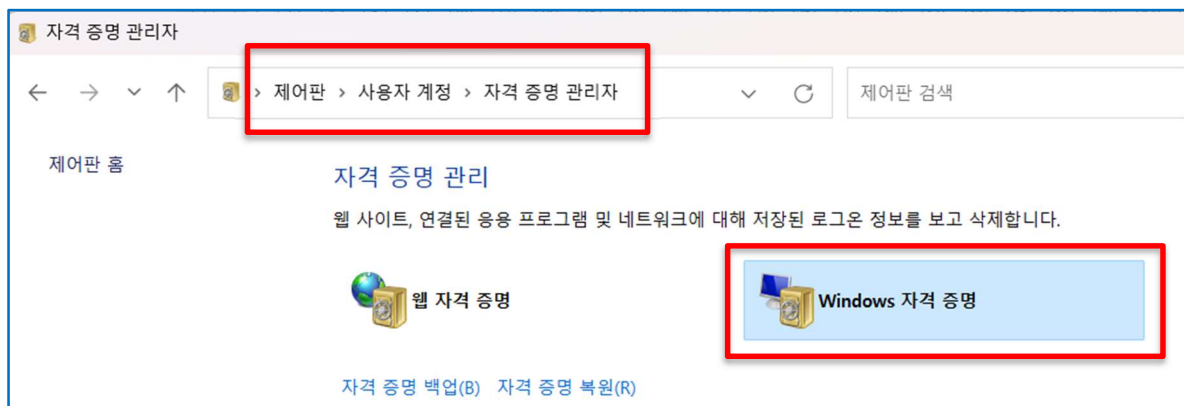 자격 증명 관리자
제어판 › 사용자 계정 › 자격 증명 관리자
제어판 검색
제어판 홈
자격 증명 관리
웹 사이트, 연결된 응용 프로그램 및 네트워크에 대해 저장된 로그온 정보를 보고 삭제합니다.
웹 자격 증명
Windows 자격 증명
자격 증명 백업(B) 자격 증명 복원(R)